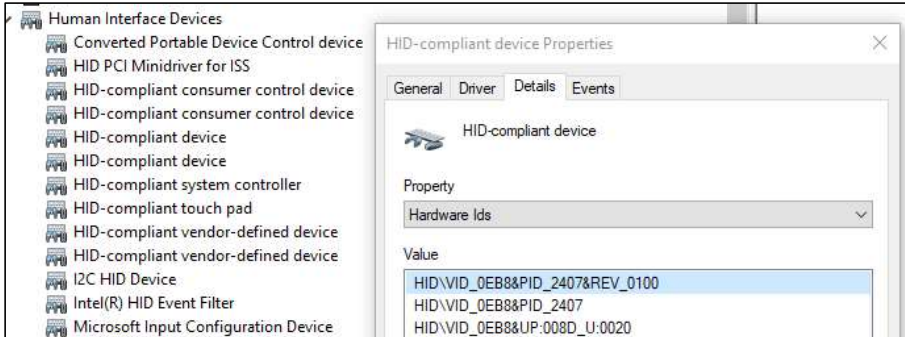 Human Interface Devices
Converted Portable Device Control device
HID PCI Minidriver for ISS
HID-compliant consumer control device
HID-compliant consumer control device
HID-compliant device
HID-compliant device
HID-compliant system controller
HID-compliant touch pad
HID-compliant vendor-defined device
HID-compliant vendor-defined device
I2C HID Device
Intel(R) HID Event Filter
Microsoft Input Configuration Device
HID-compliant device Properties
General Driver Details Events
HID-compliant device
Property
Hardware Ids
Value
HID\VID_0EB8&PID_2407&REV_0100
HID\VID_0EB8&PID_2407
HID\VID_0EB8&UP:008D_U:0020